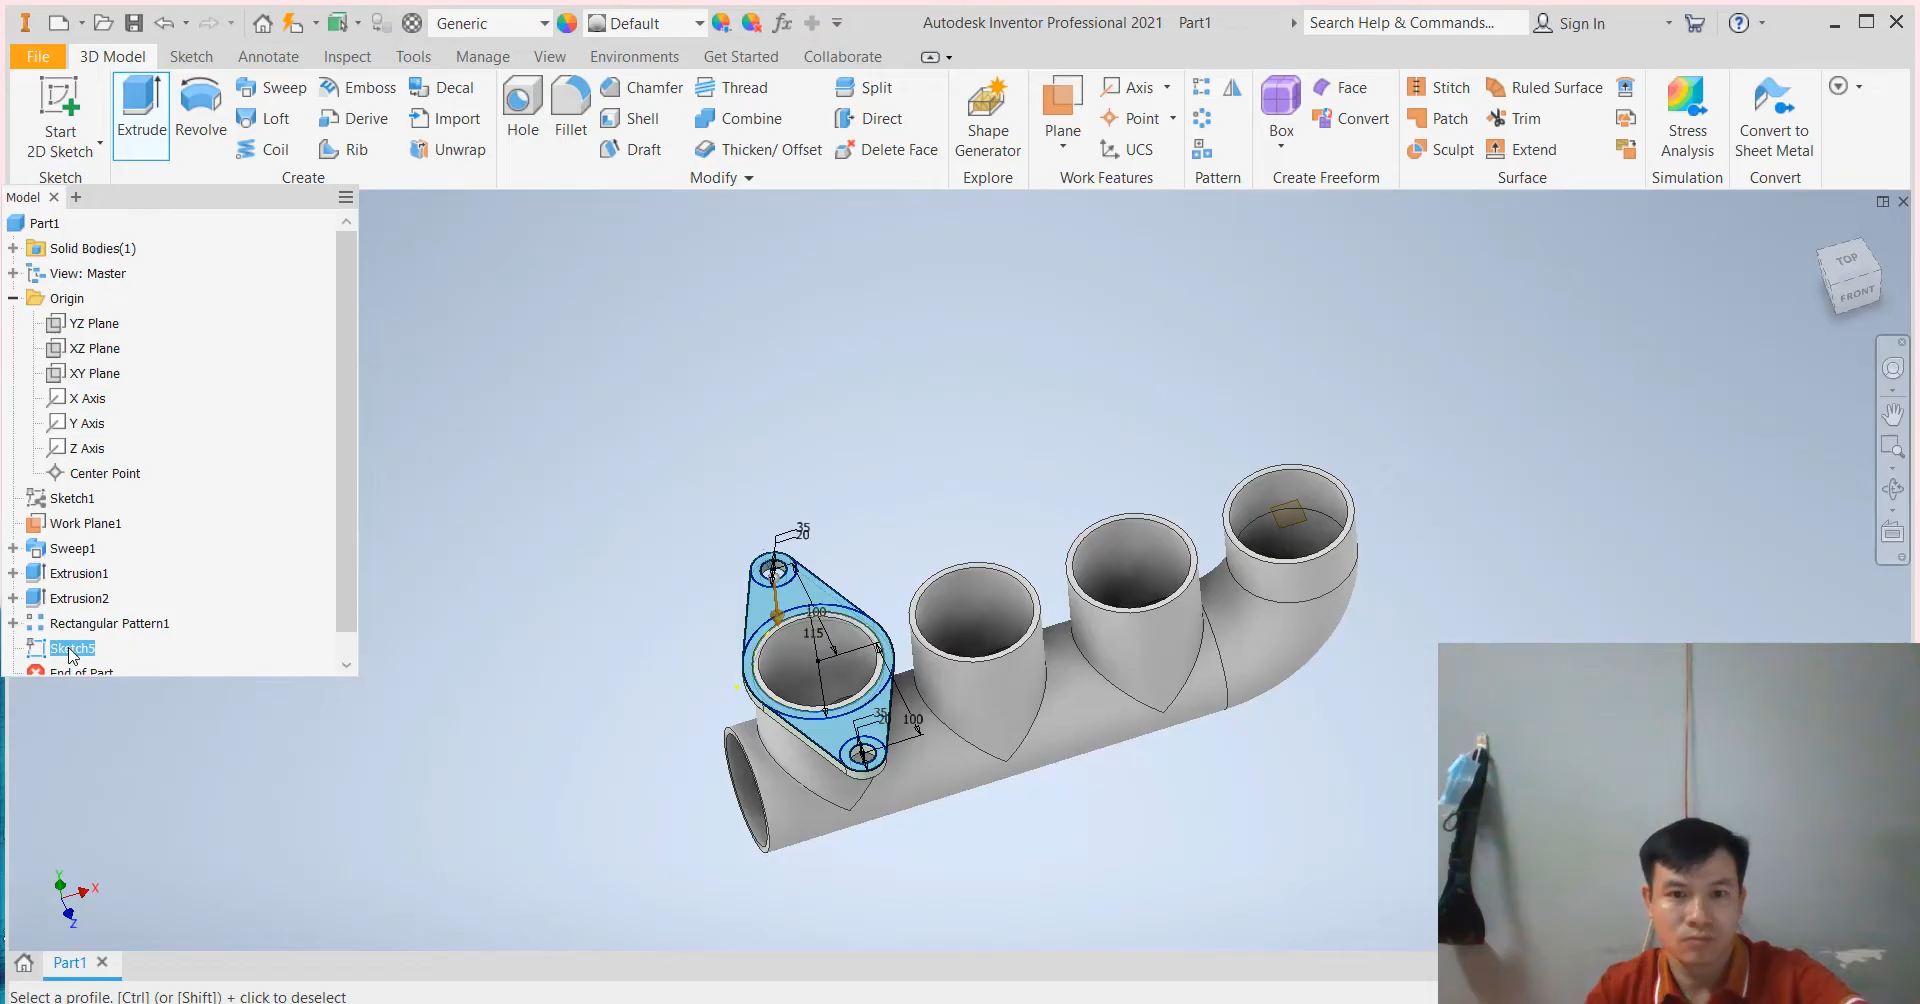 Generic
Default
Autodesk Inventor Professional 2021 Part1
Search Help & Commands...
Sign In
File 3D Model Sketch Annotate Inspect Tools Manage View Environments Get Started Collaborate
Start
2D Sketch
Sketch
Extrude
Revolve
Sweep
Loft
Coil
Emboss
Derive
Rib
Decal
Import
Unwrap
Create
Hole
Fillet
Chamfer
Shell
Draft
Thread
Combine
Thicken/ Offset
Split
Direct
Delete Face
Modify
Shape
Generator
Explore
Plane
Axis
Point
UCS
Work Features
Pattern
Box
Face
Convert
Create Freeform
Stitch
Patch
Sculpt
Ruled Surface
Trim
Extend
Surface
Stress
Analysis
Simulation
Convert to
Sheet Metal
Convert
Model
Part1
Solid Bodies(1)
View: Master
Origin
YZ Plane
XZ Plane
XY Plane
X Axis
Y Axis
Z Axis
Center Point
Sketch1
Work Plane1
Sweep1
Extrusion1
Extrusion2
Rectangular Pattern1
Sketch5
End of Part
TOP
FRONT
35
20
100
115
35
20
100
Y
X
Z
Part1
Select a profile. [Ctrl] (or [Shift]) + click to deselect